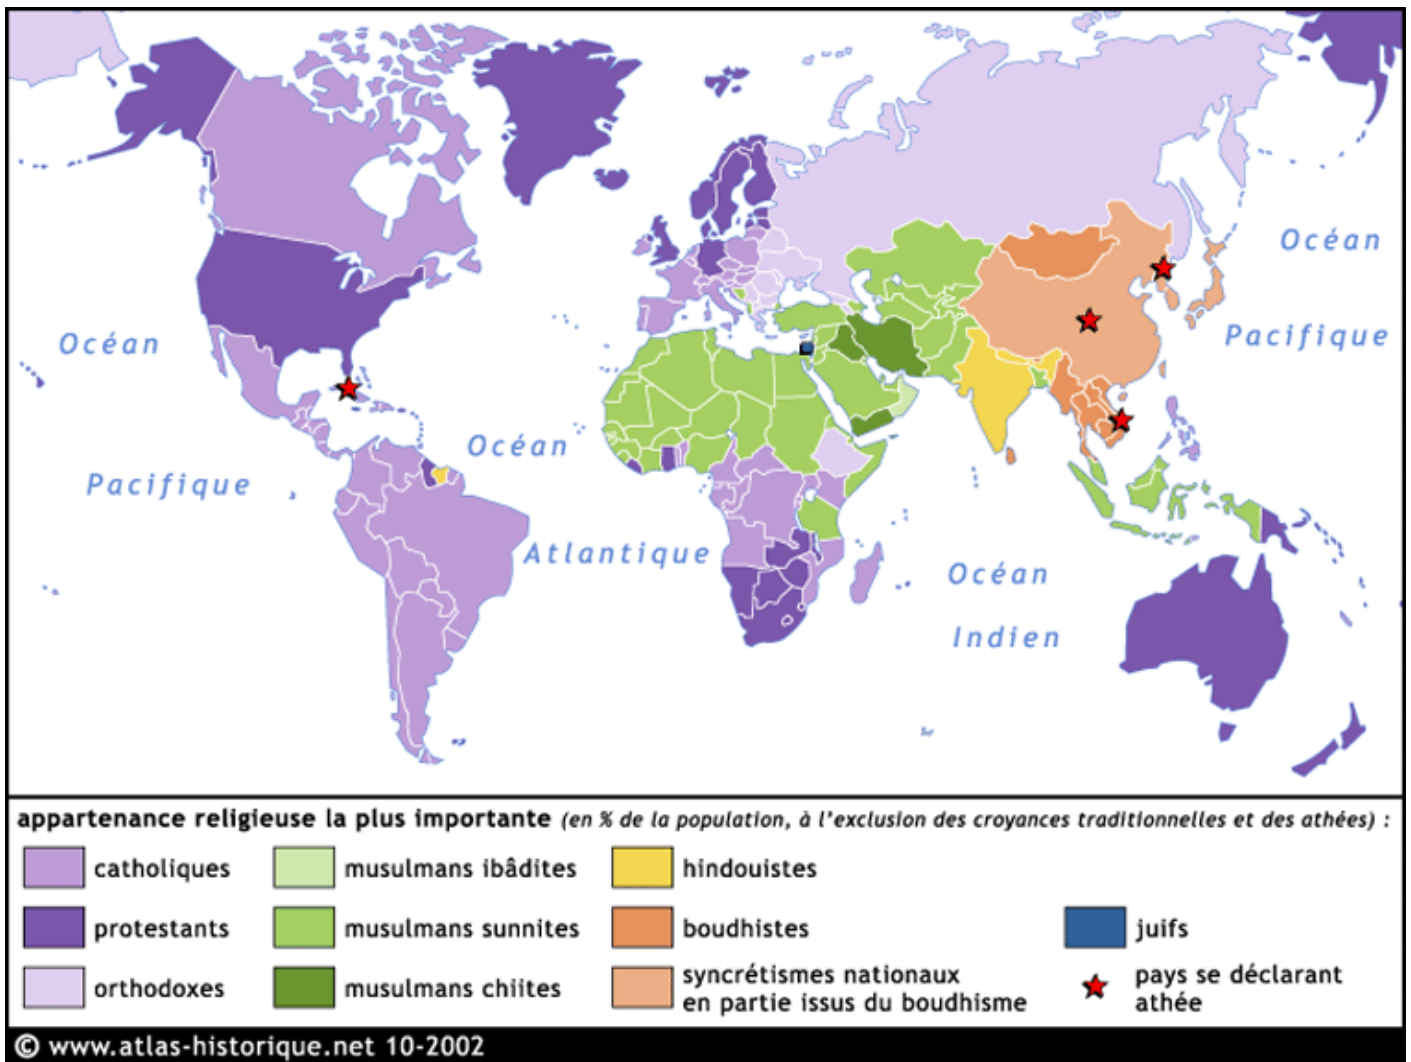 Océan
Pacifique
Océan
Pacifique
Océan
Atlantique
Océan
Indien
appartenance religieuse la plus importante (en % de la population, à l'exclusion des croyances traditionnelles et des athées) :
catholiques
musulmans ibâdites
hindouistes
protestants
musulmans sunnites
boudhistes
juifs
orthodoxes
musulmans chiites
syncrétismes nationaux
en partie issus du boudhisme
pays se déclarant
athée
© www.atlas-historique.net 10-2002